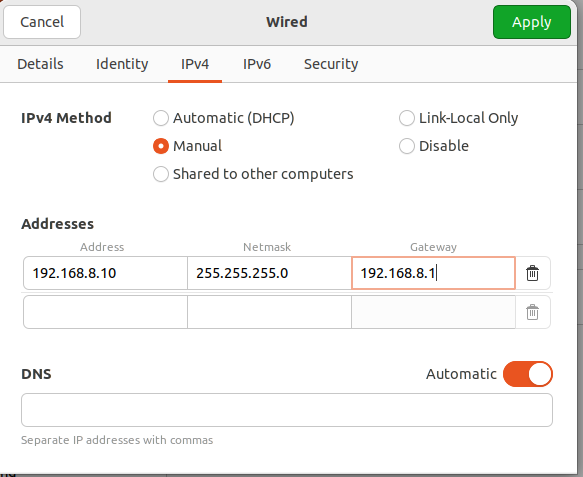 Cancel Wired Apply
Details Identity IPv4 IPv6 Security
IPv4 Method Automatic (DHCP) Link-Local Only
Manual Disable
Shared to other computers
Addresses
Address Netmask Gateway
192.168.8.10 255.255.255.0 192.168.8.1
DNS Automatic
Separate IP addresses with commas